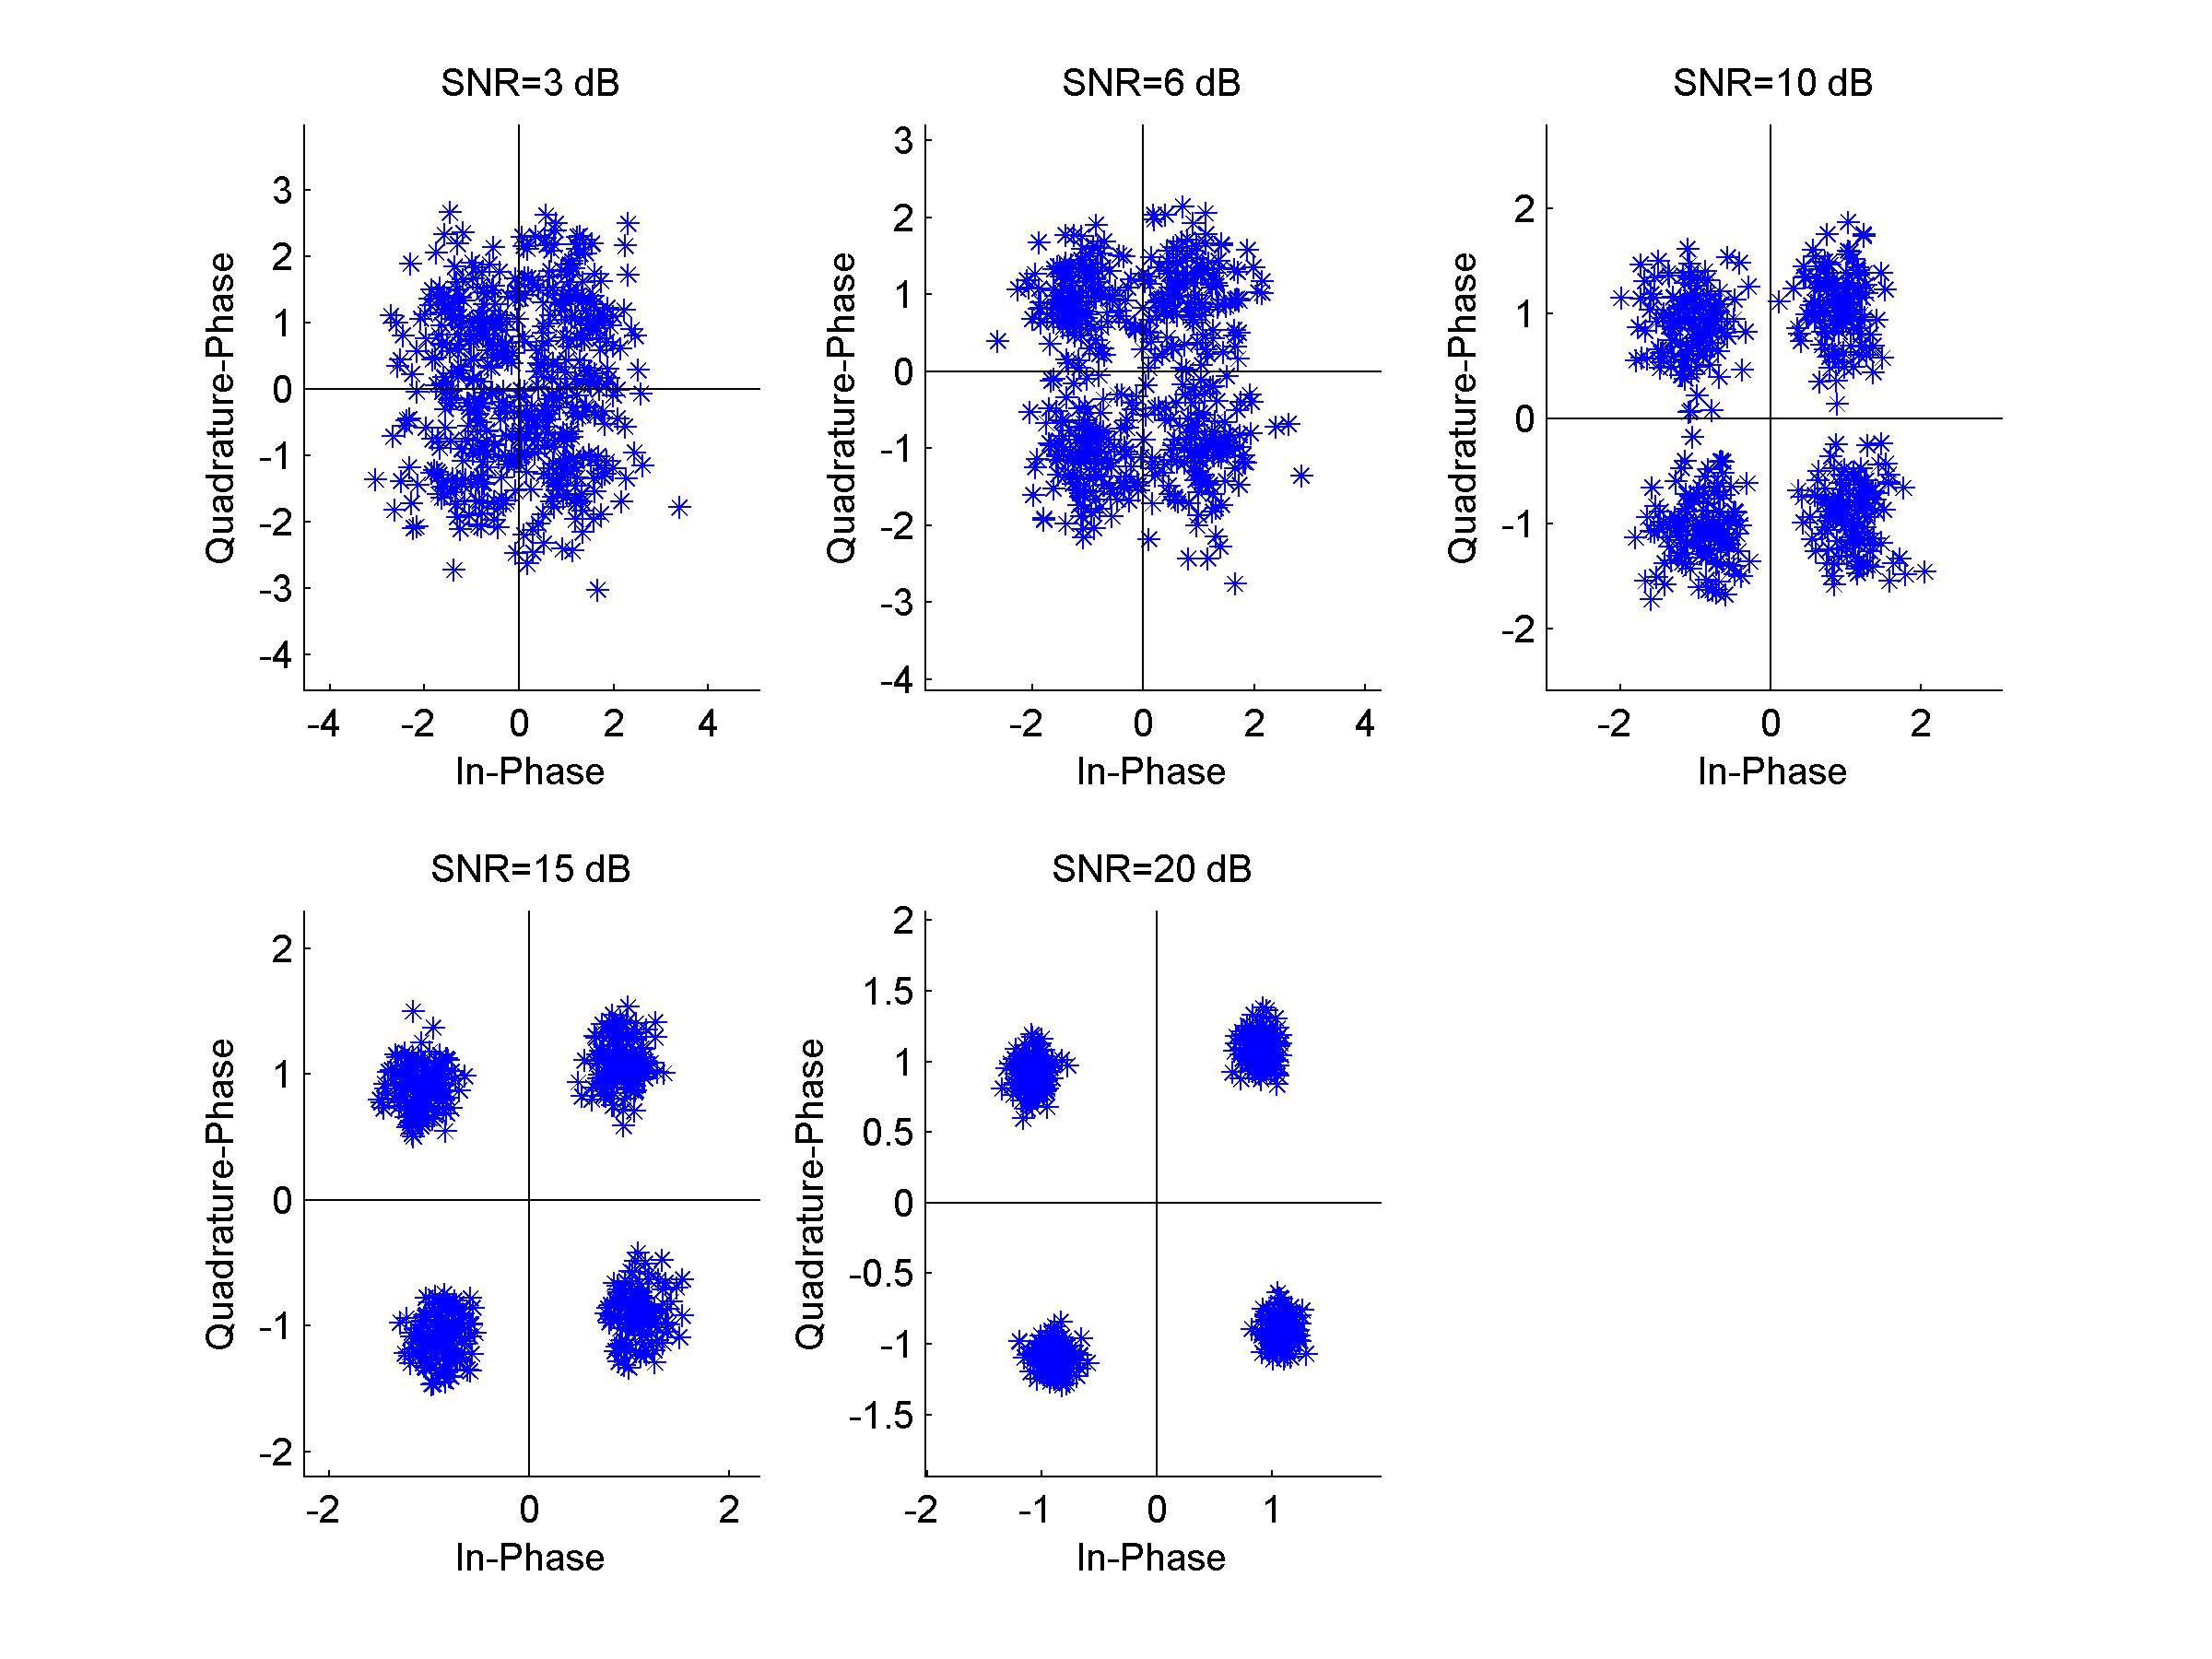 SNR=3 dB
3
2
1
0
-1
-2
-3
-4
-4 -2 0 2 4
In-Phase
Quadrature-Phase
SNR=6 dB
3
2
1
0
-1
-2
-3
-4
-2 0 2 4
In-Phase
Quadrature-Phase
SNR=10 dB
2
1
0
-1
-2
-2 0 2
In-Phase
Quadrature-Phase
SNR=15 dB
2
1
0
-1
-2
-2 0 2
In-Phase
Quadrature-Phase
SNR=20 dB
2
1.5
1
0.5
0
-0.5
-1
-1.5
-2 -1 0 1
In-Phase
Quadrature-Phase